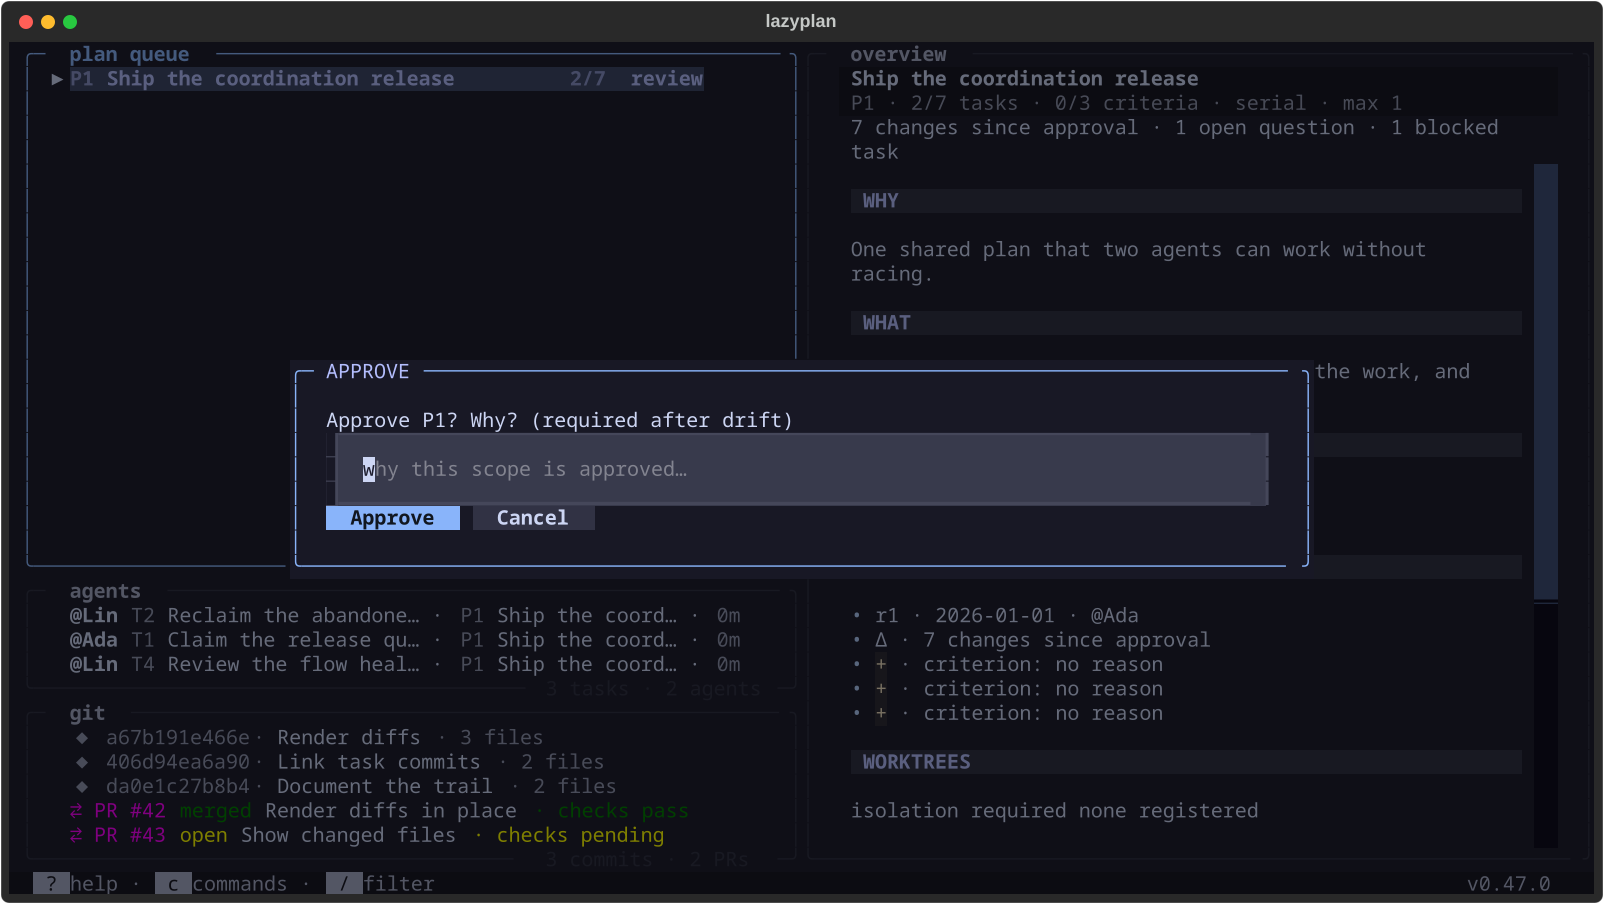 lazyplan
plan queue
▶ P1 Ship the coordination release 2/7 review
agents
@Lin T2 Reclaim the abandone… · P1 Ship the coord… · 0m
@Ada T1 Claim the release qu… · P1 Ship the coord… · 0m
@Lin T4 Review the flow heal… · P1 Ship the coord… · 0m
3 tasks · 2 agents
git
◆ a67b191e466e · Render diffs · 3 files
◆ 406d94ea6a90 · Link task commits · 2 files
◆ da0e1c27b8b4 · Document the trail · 2 files
⇄ PR #42 merged Render diffs in place · checks pass
⇄ PR #43 open Show changed files · checks pending
3 commits · 2 PRs
overview
Ship the coordination release
P1 · 2/7 tasks · 0/3 criteria · serial · max 1
7 changes since approval · 1 open question · 1 blocked
task
WHY
One shared plan that two agents can work without
racing.
WHAT
the work, and
APPROVE
Approve P1? Why? (required after drift)
why this scope is approved…
Approve Cancel
• r1 · 2026-01-01 · @Ada
• Δ · 7 changes since approval
• + · criterion: no reason
• + · criterion: no reason
• + · criterion: no reason
WORKTREES
isolation required none registered
? help · c commands · / filter
v0.47.0